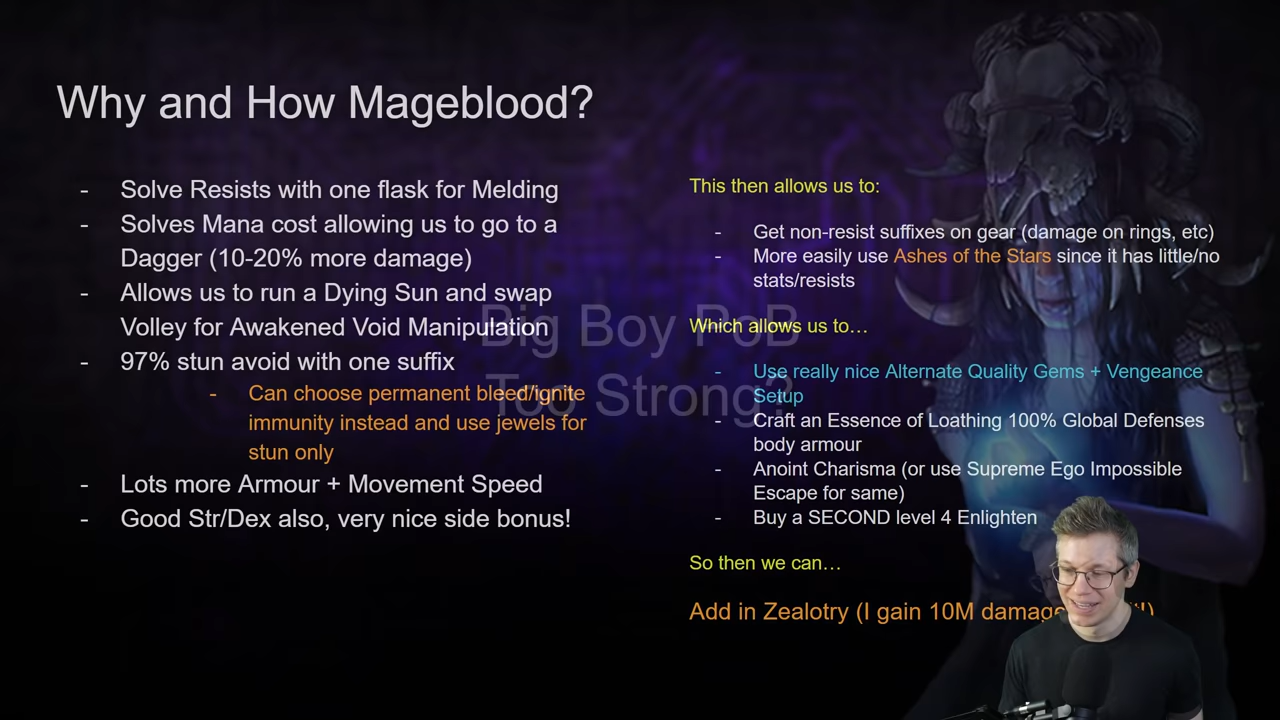 Why and How Mageblood?
- Solve Resists with one flask for Melding
- Solves Mana cost allowing us to go to a
Dagger (10-20% more damage)
- Allows us to run a Dying Sun and swap
Volley for Awakened Void Manipulation
- 97% stun avoid with one suffix
- Can choose permanent bleed/ignite
immunity instead and use jewels for
stun only
- Lots more Armour + Movement Speed
- Good Str/Dex also, very nice side bonus!
Big Boy PoB
Too Strong?
This then allows us to:
- Get non-resist suffixes on gear (damage on rings, etc)
- More easily use Ashes of the Stars since it has little/no
stats/resists
Which allows us to…
- Use really nice Alternate Quality Gems + Vengeance
Setup
- Craft an Essence of Loathing 100% Global Defenses
body armour
- Anoint Charisma (or use Supreme Ego Impossible
Escape for same)
- Buy a SECOND level 4 Enlighten
So then we can…
Add in Zealotry (I gain 10M damage